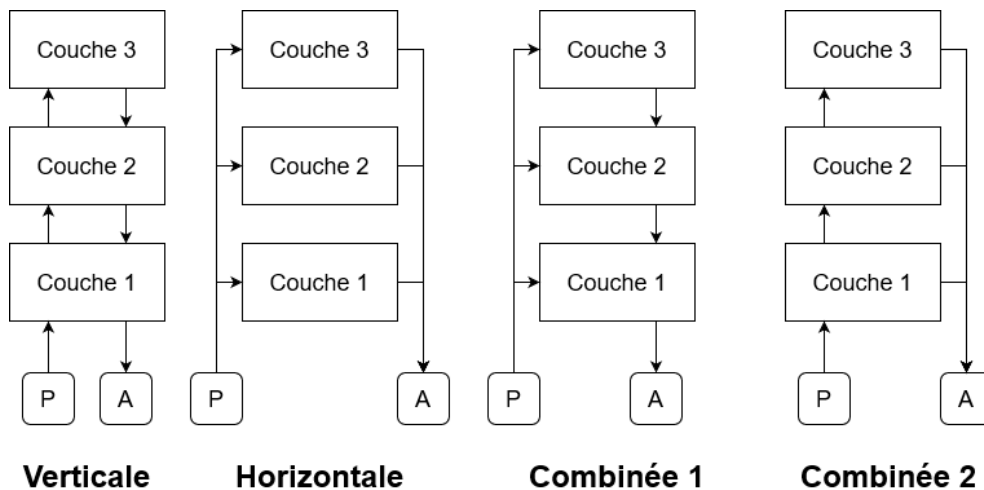 Couche 3 Couche 3 Couche 3 Couche 3
Couche 2 Couche 2 Couche 2 Couche 2
Couche 1 Couche 1 Couche 1 Couche 1
P A P A P A P A
Verticale Horizontale Combinée 1 Combinée 2